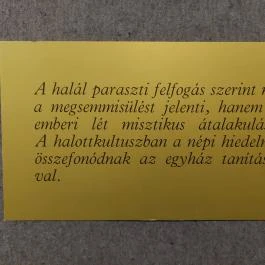 A halál paraszti felfogás szerint
a megsemmisülést jelenti, hanem
emberi lét misztikus átalakulá
A halottkultuszban a népi hiedel
összefonódnak az egyház tanítás
val.